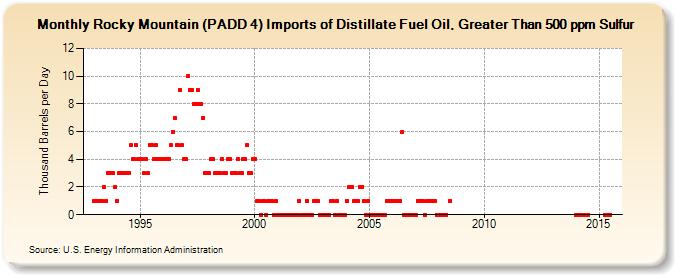 Monthly Rocky Mountain (PADD 4) Imports of Distillate Fuel Oil, Greater Than 500 ppm Sulfur
Thousand Barrels per Day
12
10
8
6
4
2
0
1995 2000 2005 2010 2015
Source: U.S. Energy Information Administration